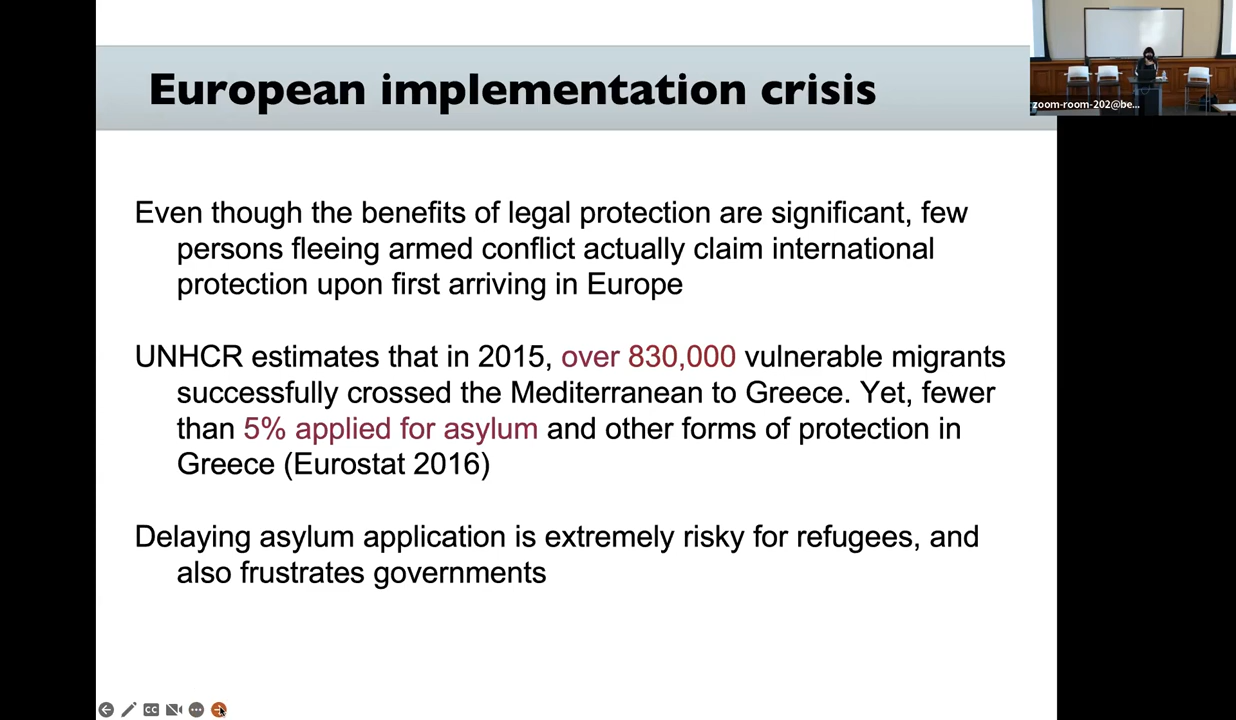 European implementation crisis
zoom-room-202@be...
Even though the benefits of legal protection are significant, few
persons fleeing armed conflict actually claim international
protection upon first arriving in Europe
UNHCR estimates that in 2015, over 830,000 vulnerable migrants
successfully crossed the Mediterranean to Greece. Yet, fewer
than 5% applied for asylum and other forms of protection in
Greece (Eurostat 2016)
Delaying asylum application is extremely risky for refugees, and
also frustrates governments
CC